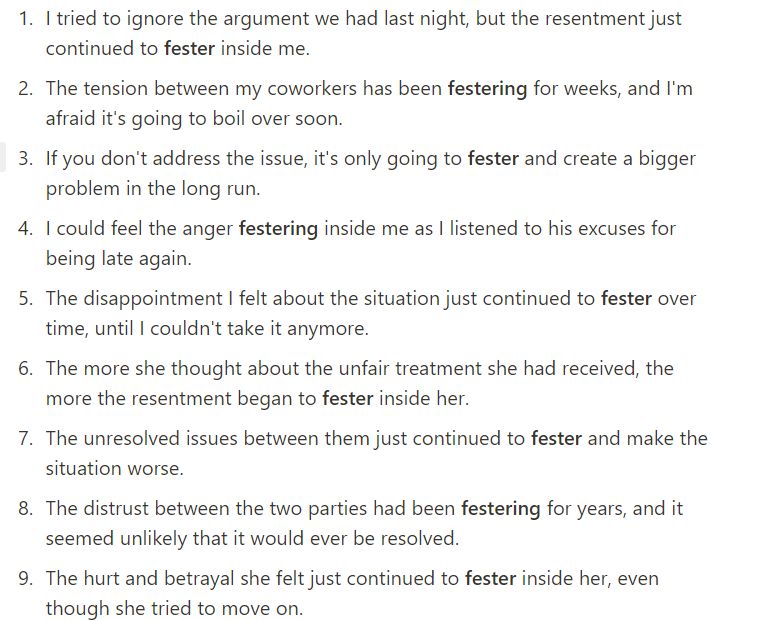 1. I tried to ignore the argument we had last night, but the resentment just
continued to fester inside me.
2. The tension between my coworkers has been festering for weeks, and I'm
afraid it's going to boil over soon.
3. If you don't address the issue, it's only going to fester and create a bigger
problem in the long run.
4. I could feel the anger festering inside me as I listened to his excuses for
being late again.
5. The disappointment I felt about the situation just continued to fester over
time, until I couldn't take it anymore.
6. The more she thought about the unfair treatment she had received, the
more the resentment began to fester inside her.
7. The unresolved issues between them just continued to fester and make the
situation worse.
8. The distrust between the two parties had been festering for years, and it
seemed unlikely that it would ever be resolved.
9. The hurt and betrayal she felt just continued to fester inside her, even
though she tried to move on.